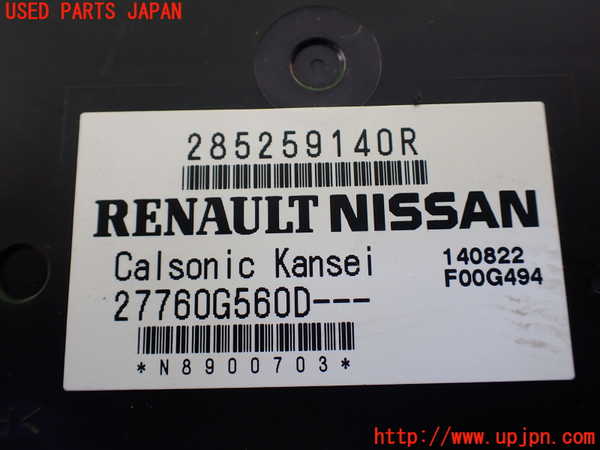 USED PARTS JAPAN
285259140R
RENAULT NISSAN
Calsonic Kansei
140822
F00G494
27760G560D---
*N8900703*
http://www.upjpn.com